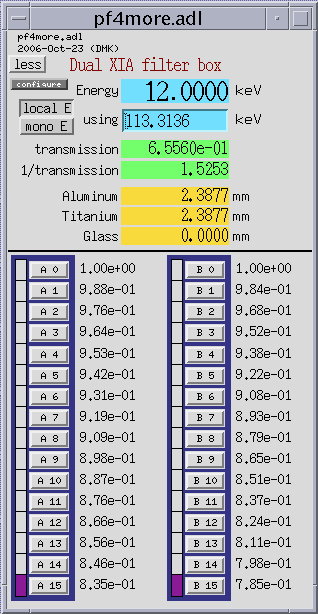 pf4more.adl
pf4more.adl
2006-Oct-23 (DMK)
less Dual XIA filter box
configure Energy 12.0000 keV
local E
mono E using 113.3136 keV
transmission 6.5560e-01
1/transmission 1.5253
Aluminum 2.3877 mm
Titanium 2.3877 mm
Glass 0.0000 mm
A 0 1.00e+00 B 0 1.00e+00
A 1 9.88e-01 B 1 9.84e-01
A 2 9.76e-01 B 2 9.68e-01
A 3 9.64e-01 B 3 9.52e-01
A 4 9.53e-01 B 4 9.38e-01
A 5 9.42e-01 B 5 9.22e-01
A 6 9.31e-01 B 6 9.08e-01
A 7 9.19e-01 B 7 8.93e-01
A 8 9.09e-01 B 8 8.79e-01
A 9 8.98e-01 B 9 8.65e-01
A 10 8.87e-01 B 10 8.51e-01
A 11 8.76e-01 B 11 8.37e-01
A 12 8.66e-01 B 12 8.24e-01
A 13 8.56e-01 B 13 8.11e-01
A 14 8.46e-01 B 14 7.98e-01
A 15 8.35e-01 B 15 7.85e-01